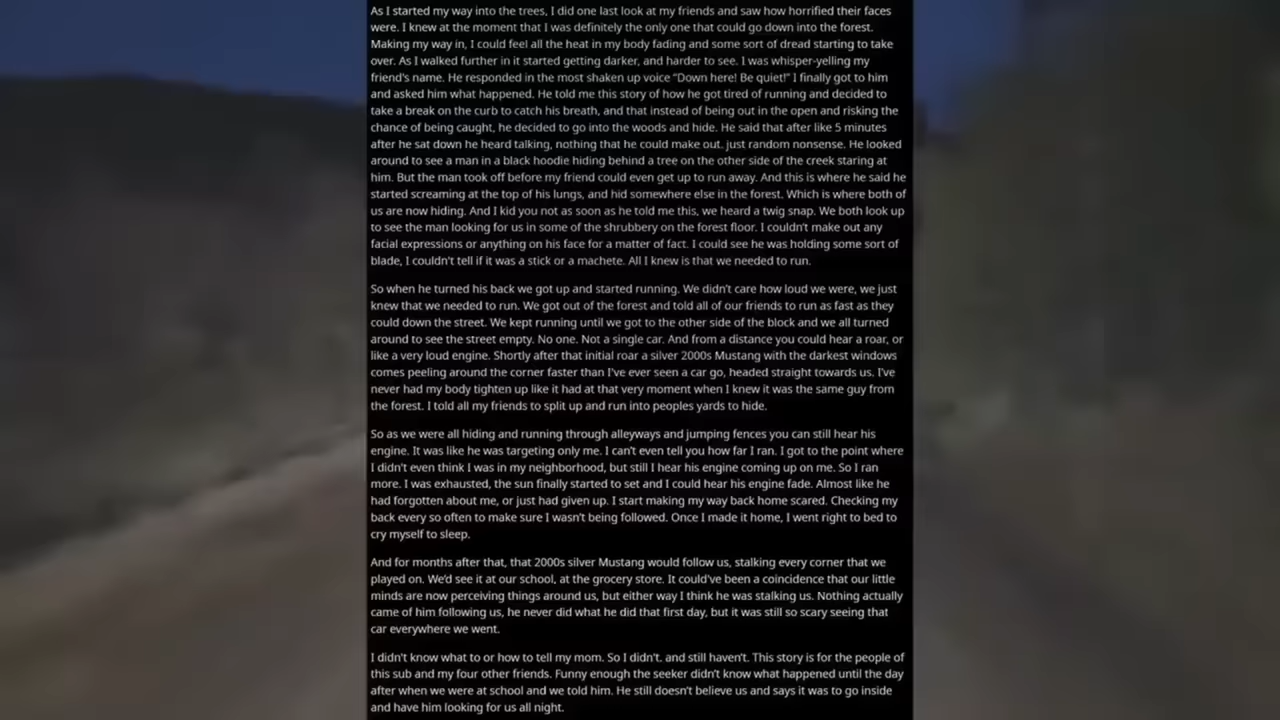 As I started my way into the trees, I did one last look at my friends and saw how horrified their faces
were. I knew at the moment that I was definitely the only one that could go down into the forest.
Making my way in, I could feel all the heat in my body fading and some sort of dread starting to take
over. As I walked further in it started getting darker, and harder to see. I was whisper-yelling my
friend's name. He responded in the most shaken up voice “Down here! Be quiet!” I finally got to him
and asked him what happened. He told me this story of how he got tired of running and decided to
take a break on the curb to catch his breath, and that instead of being out in the open and risking the
chance of being caught, he decided to go into the woods and hide. He said that after like 5 minutes
after he sat down he heard talking, nothing that he could make out. just random nonsense. He looked
around to see a man in a black hoodie hiding behind a tree on the other side of the creek staring at
him. But the man took off before my friend could even get up to run away. And this is where he said he
started screaming at the top of his lungs, and hid somewhere else in the forest. Which is where both of
us are now hiding. And I kid you not as soon as he told me this, we heard a twig snap. We both look up
to see the man looking for us in some of the shrubbery on the forest floor. I couldn't make out any
facial expressions or anything on his face for a matter of fact. I could see he was holding some sort of
blade, I couldn't tell if it was a stick or a machete. All I knew is that we needed to run.
So when he turned his back we got up and started running. We didn't care how loud we were, we just
knew that we needed to run. We got out of the forest and told all of our friends to run as fast as they
could down the street. We kept running until we got to the other side of the block and we all turned
around to see the street empty. No one. Not a single car. And from a distance you could hear a roar, or
like a very loud engine. Shortly after that initial roar a silver 2000s Mustang with the darkest windows
comes peeling around the corner faster than I've ever seen a car go, headed straight towards us. I've
never had my body tighten up like it had at that very moment when I knew it was the same guy from
the forest. I told all my friends to split up and run into peoples yards to hide.
So as we were all hiding and running through alleyways and jumping fences you can still hear his
engine. It was like he was targeting only me. I can't even tell you how far I ran. I got to the point where
I didn't even think I was in my neighborhood, but still I hear his engine coming up on me. So I ran
more. I was exhausted, the sun finally started to set and I could hear his engine fade. Almost like he
had forgotten about me, or just had given up. I start making my way back home scared. Checking my
back every so often to make sure I wasn't being followed. Once I made it home, I went right to bed to
cry myself to sleep.
And for months after that, that 2000s silver Mustang would follow us, stalking every corner that we
played on. We'd see it at our school, at the grocery store. It could've been a coincidence that our little
minds are now perceiving things around us, but either way I think he was stalking us. Nothing actually
came of him following us, he never did what he did that first day, but it was still so scary seeing that
car everywhere we went.
I didn't know what to or how to tell my mom. So I didn't. and still haven't. This story is for the people of
this sub and my four other friends. Funny enough the seeker didn't know what happened until the day
after when we were at school and we told him. He still doesn't believe us and says it was to go inside
and have him looking for us all night.